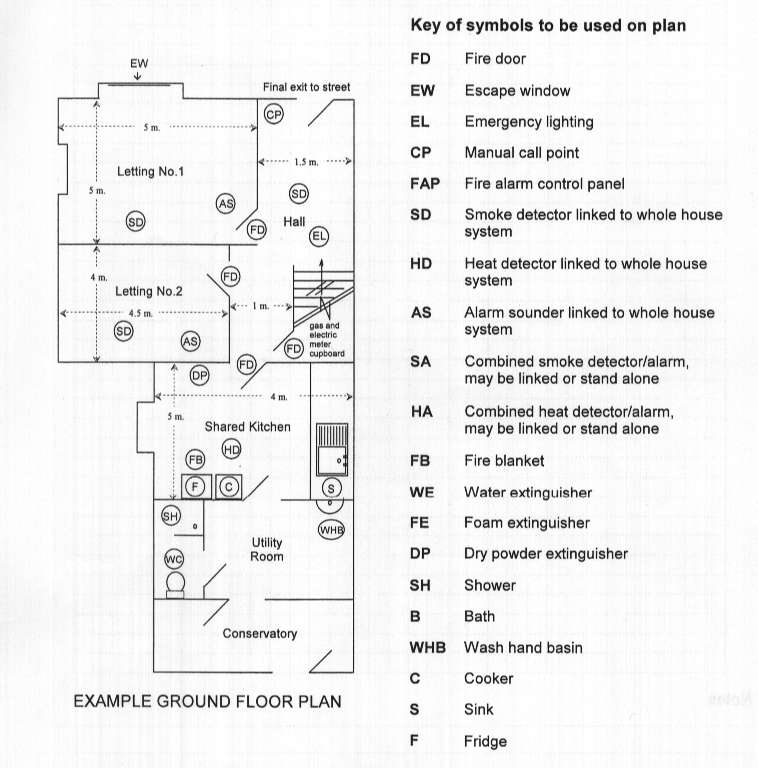 Key of symbols to be used on plan
FD Fire door
EW Escape window
EL Emergency lighting
CP Manual call point
FAP Fire alarm control panel
SD Smoke detector linked to whole house
system
HD Heat detector linked to whole house
system
AS Alarm sounder linked to whole house
system
SA Combined smoke detector/alarm,
may be linked or stand alone
HA Combined heat detector/alarm,
may be linked or stand alone
FB Fire blanket
WE Water extinguisher
FE Foam extinguisher
DP Dry powder extinguisher
SH Shower
B Bath
WHB Wash hand basin
C Cooker
S Sink
F Fridge
EW
Final exit to street
CP
5 m.
1.5 m.
Letting No.1
5 m.
SD
AS
SD
FD
Hall
EL
4 m.
FD
Letting No.2
4.5 m.
1 m.
SD
AS
gas and
electric
meter
cupboard
FD
FD
DP
4 m.
5 m.
Shared Kitchen
HD
FB
F
C
S
SH
WHB
Utility
Room
WC
Conservatory
EXAMPLE GROUND FLOOR PLAN